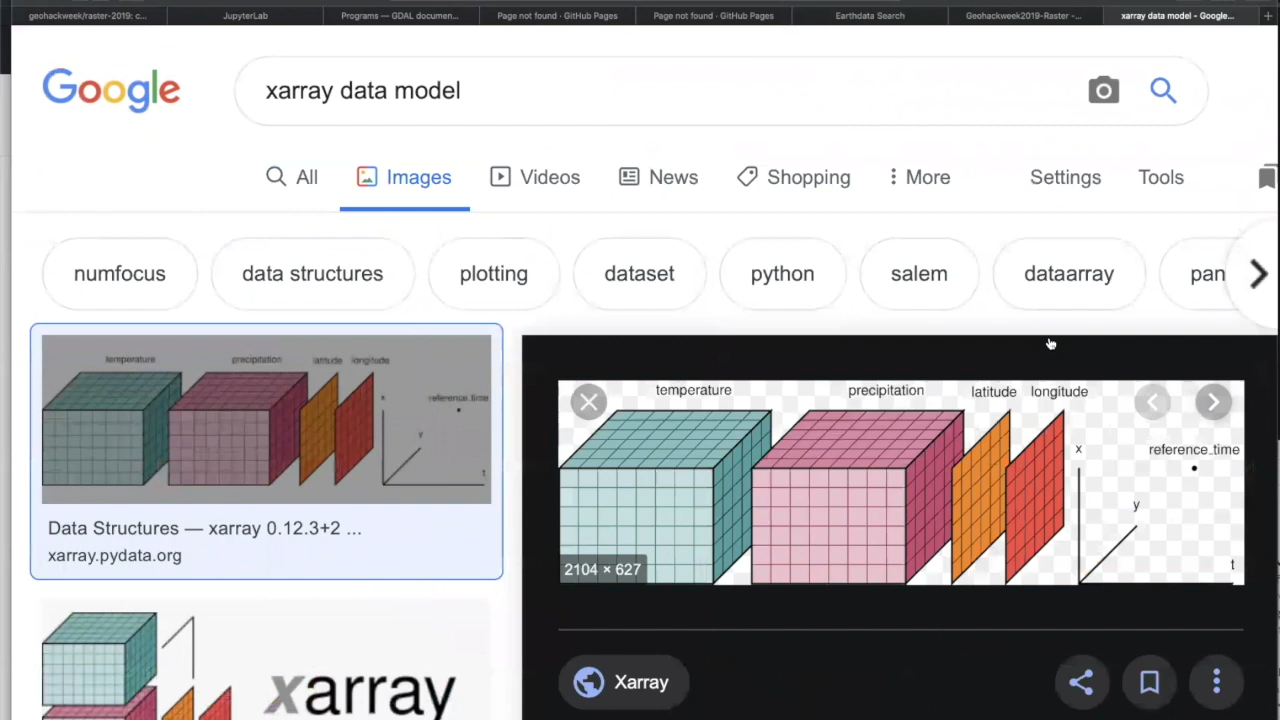 geohackweek/raster-2019: c...
JupyterLab
Programs — GDAL documen...
Page not found · GitHub Pages
Page not found · GitHub Pages
Earthdata Search
Geohackweek2019-Raster -...
xarray data model - Google...
Google
xarray data model
All
Images
Videos
News
Shopping
More
Settings
Tools
numfocus
data structures
plotting
dataset
python
salem
dataarray
pan
temperature
precipitation
latitude
longitude
x
reference_time
y
t
Data Structures — xarray 0.12.3+2 ...
xarray.pydata.org
xarray
temperature
precipitation
latitude
longitude
x
reference_time
y
t
2104 × 627
Xarray